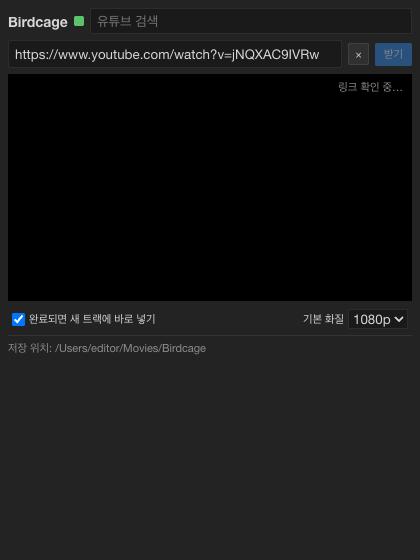 Birdcage 유튜브 검색
https://www.youtube.com/watch?v=jNQXAC9IVRw × 받기
링크 확인 중…
완료되면 새 트랙에 바로 넣기 기본 화질 1080p
저장 위치: /Users/editor/Movies/Birdcage